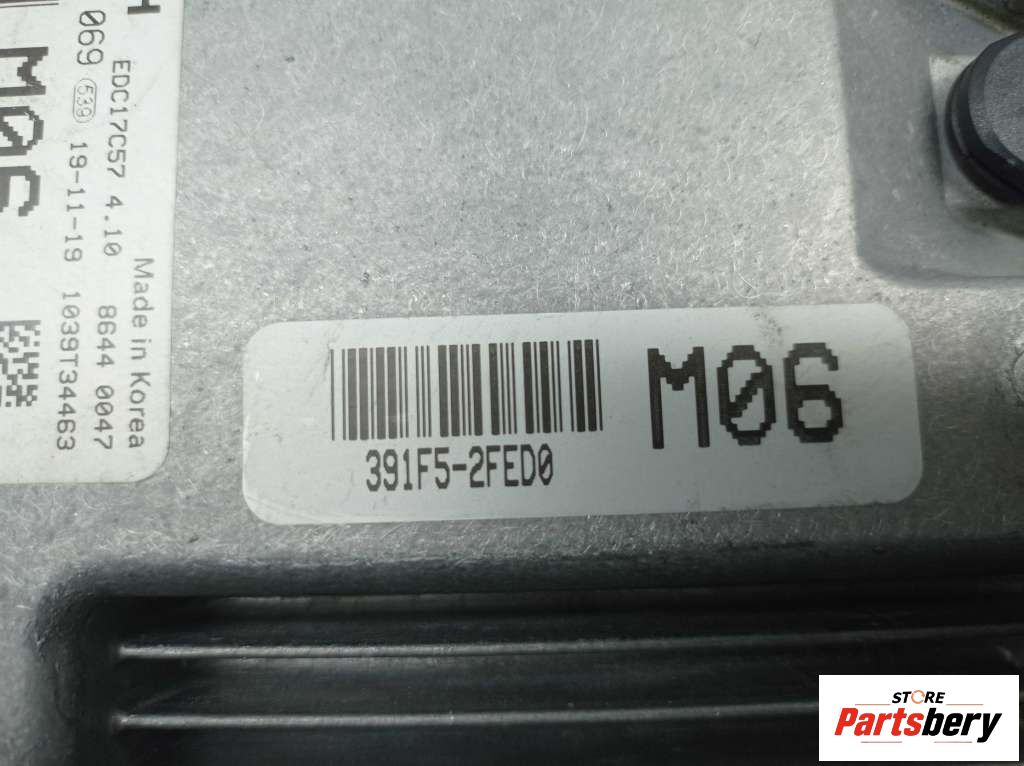 M06
069 539 19-11-19 1039T34463
EDC17C57 4.10 8644 0047
Made in Korea
391F5-2FED0
M06
STORE
Partsbery